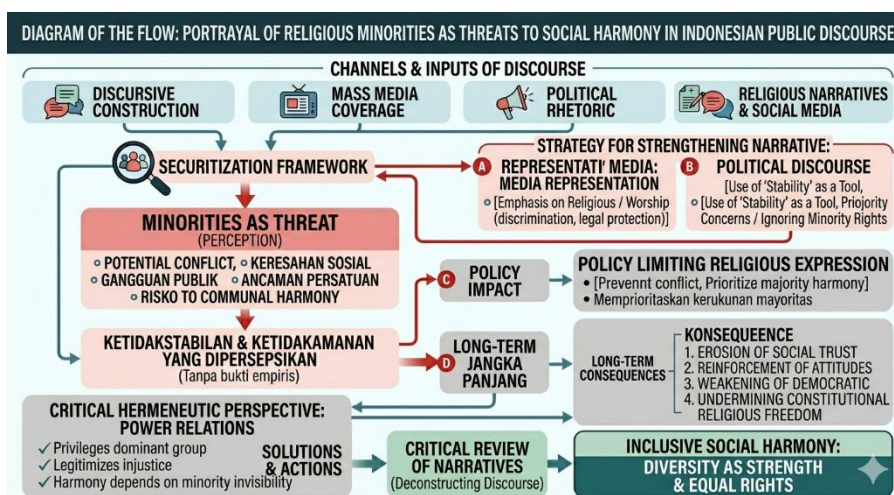 DIAGRAM OF THE FLOW: PORTRAYAL OF RELIGIOUS MINORITIES AS THREATS TO SOCIAL HARMONY IN INDONESIAN PUBLIC DISCOURSE
CHANNELS & INPUTS OF DISCOURSE
DISCURSIVE
CONSTRUCTION
MASS MEDIA
COVERAGE
POLITICAL
RHETORIC
RELIGIOUS NARRATIVES
& SOCIAL MEDIA
SECURITIZATION FRAMEWORK
STRATEGY FOR STRENGTHENING NARRATIVE:
A
REPRESENTATI' MEDIA:
MEDIA REPRESENTATION
[Emphasis on Religious / Worship
(discrimination, legal protection)]
B
POLITICAL DISCOURSE
[Use of 'Stability' as a Tool,
[Use of 'Stability' as a Tool, Priojority
Concerns / Ignoring Minority Rights
MINORITIES AS THREAT
(PERCEPTION)
POTENTIAL CONFLICT, KERESAHAN SOSIAL
GANGGUAN PUBLIK ANCAMAN PERSATUAN
RISKO TO COMMUNAL HARMONY
C
POLICY
IMPACT
POLICY LIMITING RELIGIOUS EXPRESSION
• [Prevennt conflict, Prioritize majority harmony]
• Memprioritaskan kerukunan mayoritas
KETIDAKSTABILAN & KETIDAKAMANAN
YANG DIPERSEPSIKAN
(Tanpa bukti empiris)
D
LONG-TERM
JANGKA
PANJANG
LONG-TERM
CONSEQUENCES
KONSEQEENCE
1. EROSION OF SOCIAL TRUST
2. REINFORCEMENT OF ATTITUDES
3. WEAKENING OF DEMOCRATIC
4. UNDERMINING CONSTITUTIONAL
RELIGIOUS FREEDOM
CRITICAL HERMENEUTIC PERSPECTIVE:
POWER RELATIONS
✓ Privileges dominant group
✓ Legitimizes injustice
✓ Harmony depends on minority invisibility
SOLUTIONS
& ACTIONS
CRITICAL REVIEW
OF NARRATIVES
(Deconstructing Discourse)
INCLUSIVE SOCIAL HARMONY:
DIVERSITY AS STRENGTH
& EQUAL RIGHTS